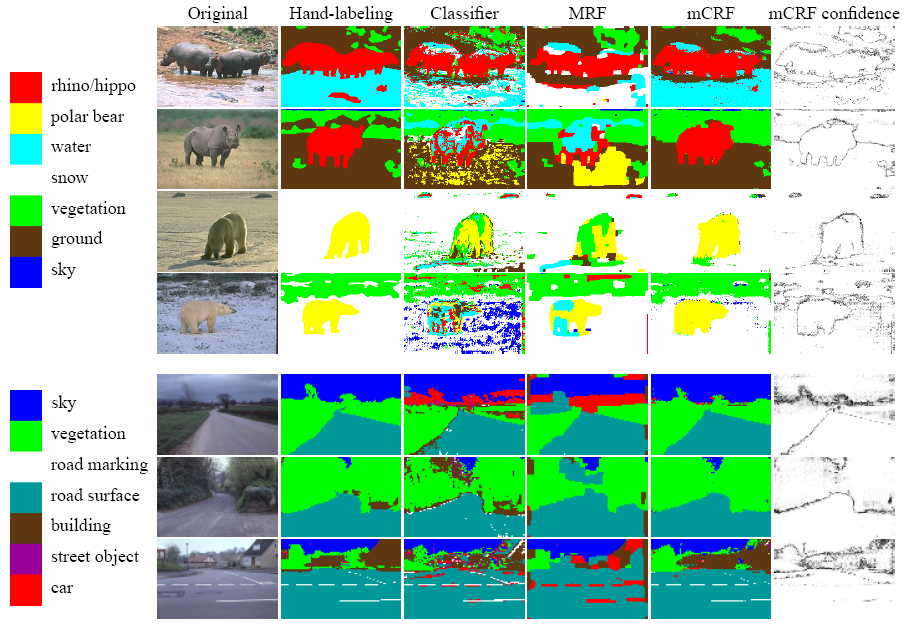 Original Hand-labeling Classifier MRF mCRF mCRF confidence
rhino/hippo
polar bear
water
snow
vegetation
ground
sky
sky
vegetation
road marking
road surface
building
street object
car